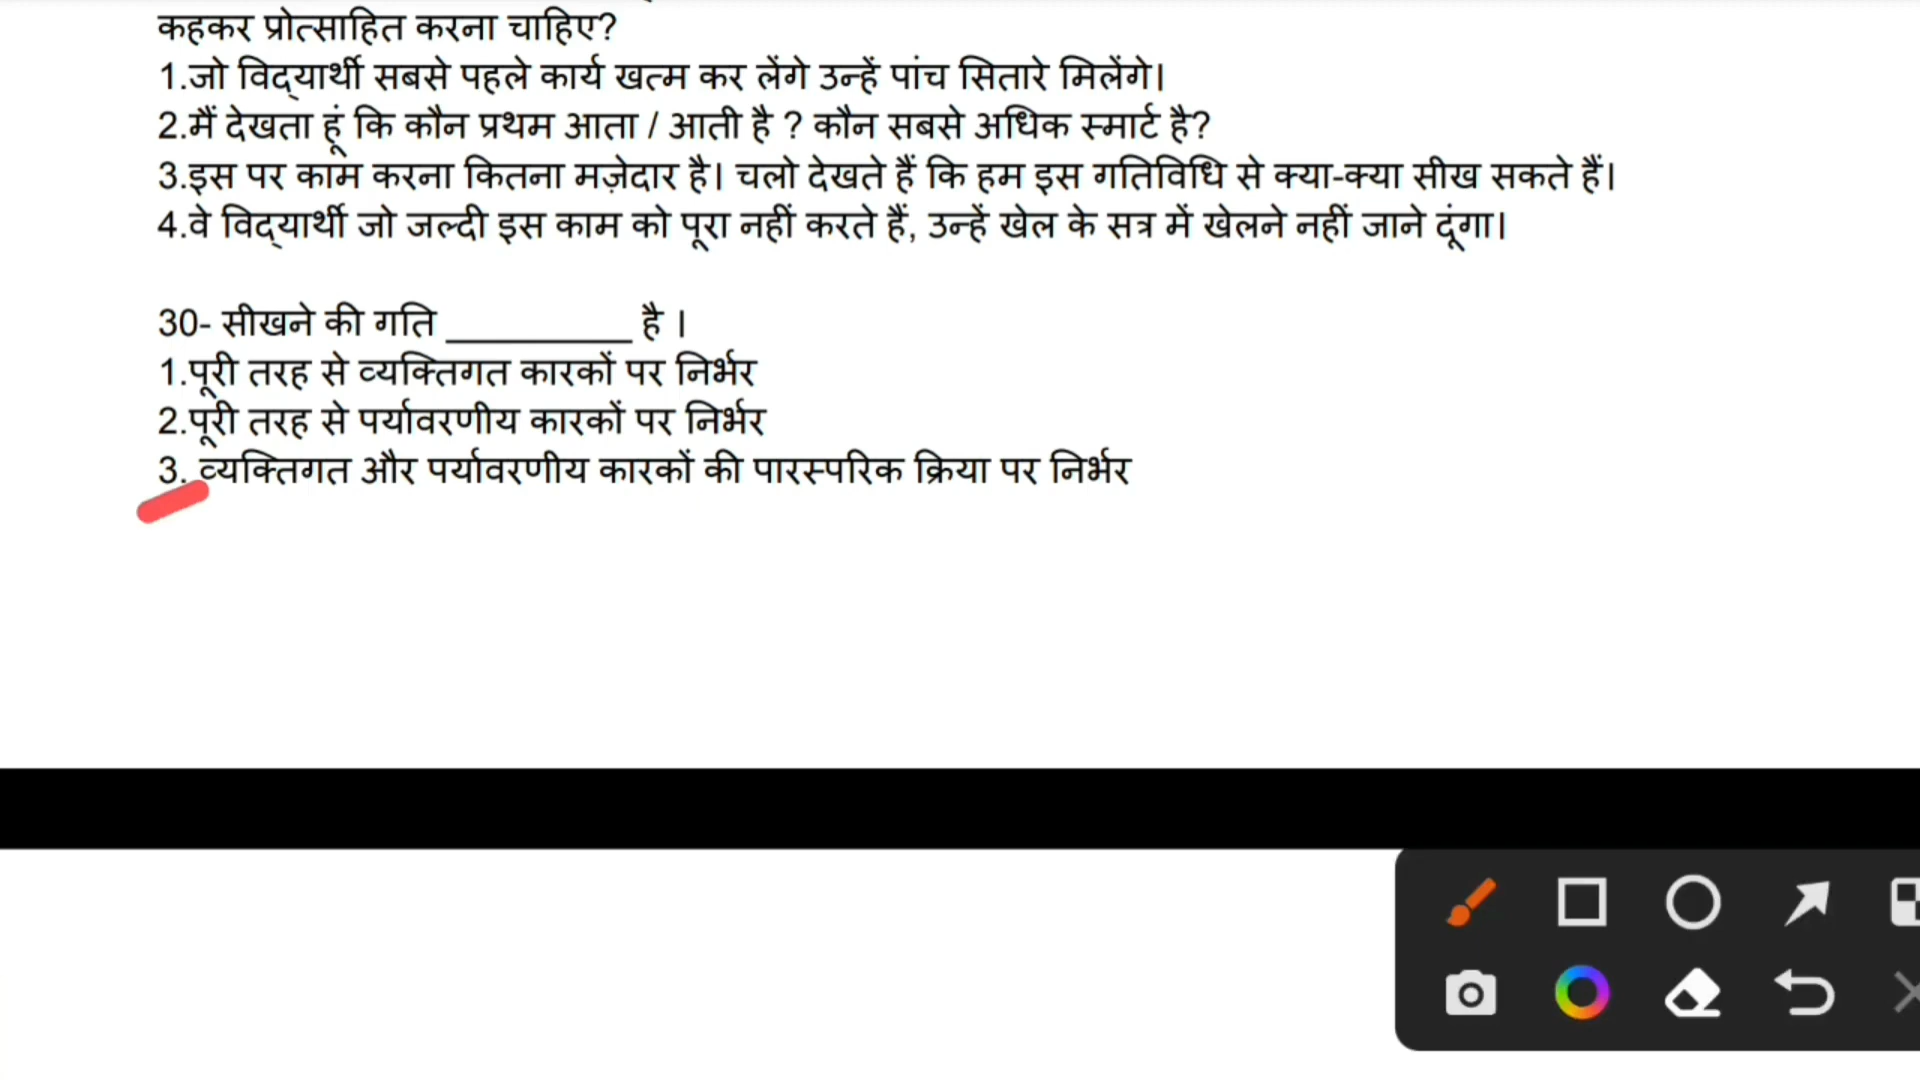 कहकर प्रोत्साहित करना चाहिए?
1.जो विद्यार्थी सबसे पहले कार्य खत्म कर लेंगे उन्हें पांच सितारे मिलेंगे।
2.मैं देखता हूं कि कौन प्रथम आता / आती है ? कौन सबसे अधिक स्मार्ट है?
3.इस पर काम करना कितना मज़ेदार है। चलो देखते हैं कि हम इस गतिविधि से क्या-क्या सीख सकते हैं।
4.वे विद्यार्थी जो जल्दी इस काम को पूरा नहीं करते हैं, उन्हें खेल के सत्र में खेलने नहीं जाने दूंगा।
30- सीखने की गति _________ है ।
1.पूरी तरह से व्यक्तिगत कारकों पर निर्भर
2.पूरी तरह से पर्यावरणीय कारकों पर निर्भर
3. व्यक्तिगत और पर्यावरणीय कारकों की पारस्परिक क्रिया पर निर्भर